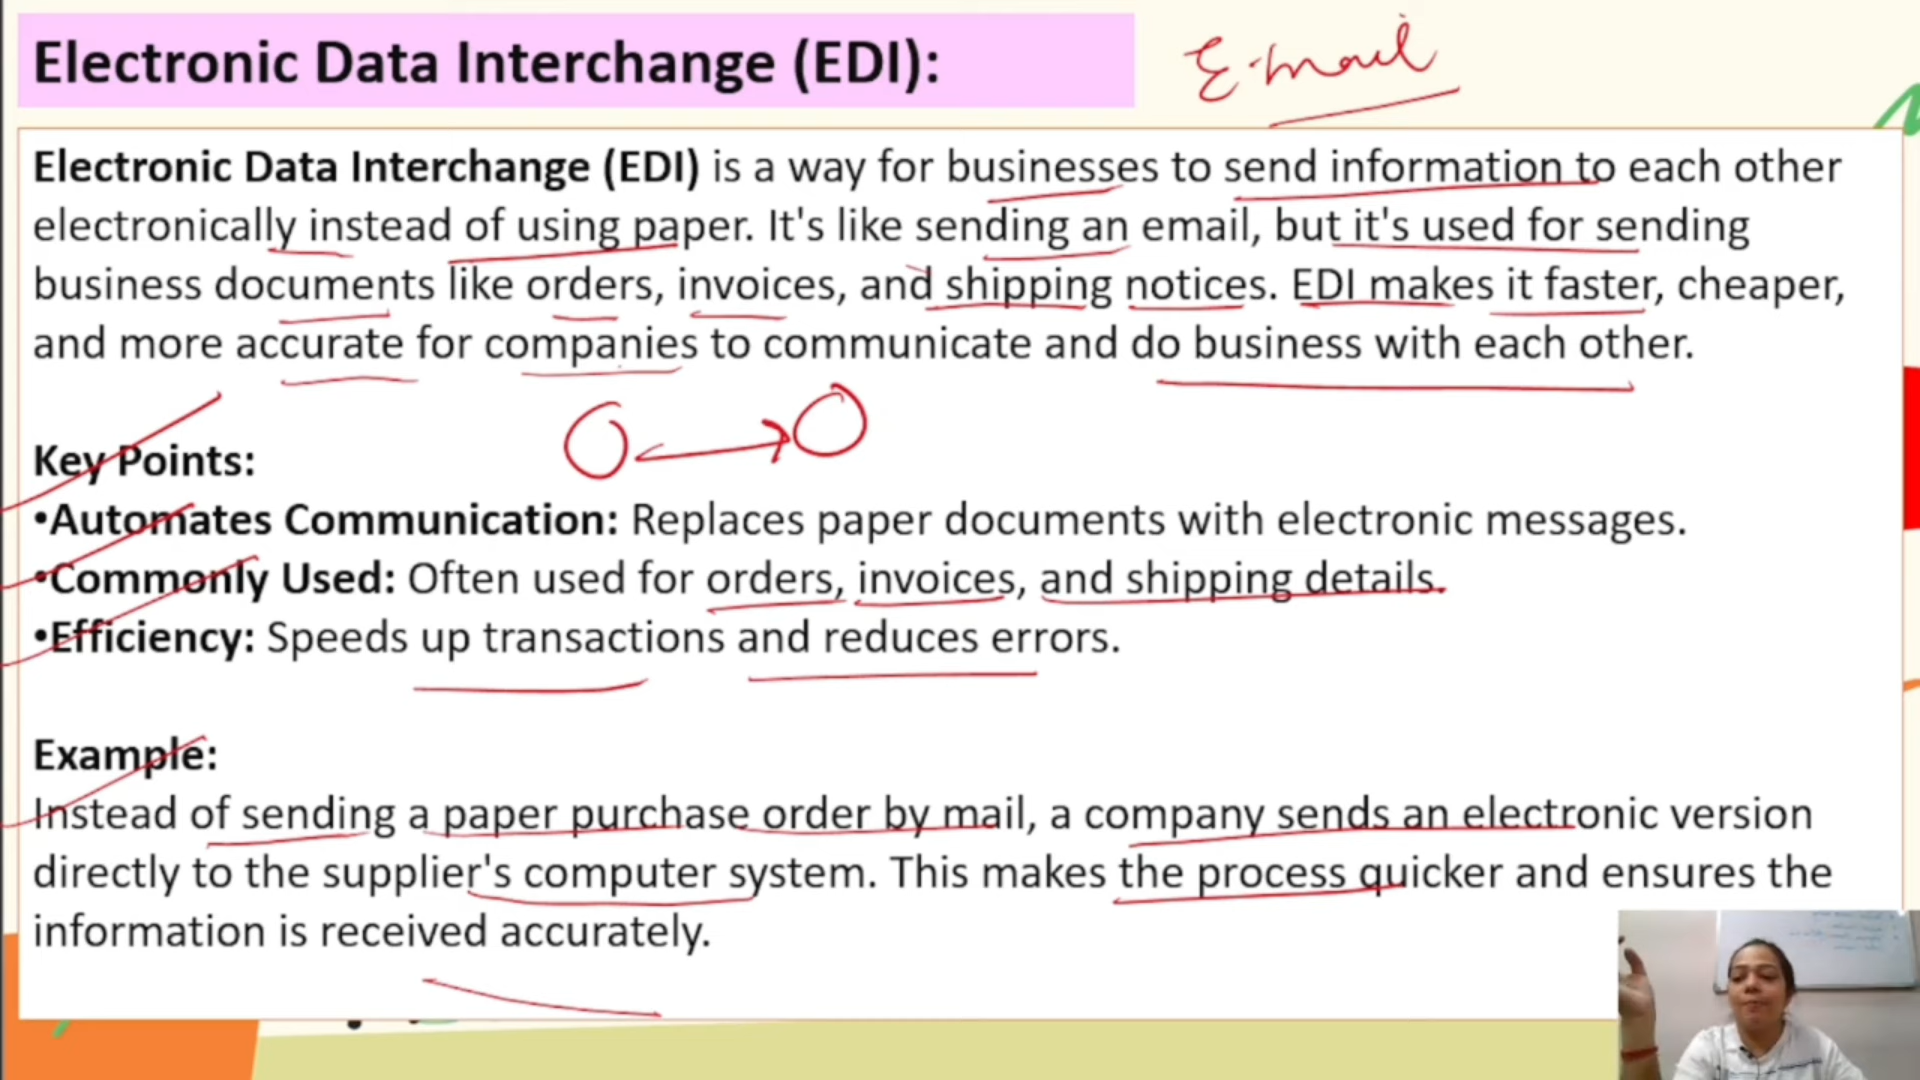 Electronic Data Interchange (EDI):
E-mail
Electronic Data Interchange (EDI) is a way for businesses to send information to each other
electronically instead of using paper. It's like sending an email, but it's used for sending
business documents like orders, invoices, and shipping notices. EDI makes it faster, cheaper,
and more accurate for companies to communicate and do business with each other.
Key Points:
•Automates Communication: Replaces paper documents with electronic messages.
•Commonly Used: Often used for orders, invoices, and shipping details.
•Efficiency: Speeds up transactions and reduces errors.
Example:
Instead of sending a paper purchase order by mail, a company sends an electronic version
directly to the supplier's computer system. This makes the process quicker and ensures the
information is received accurately.